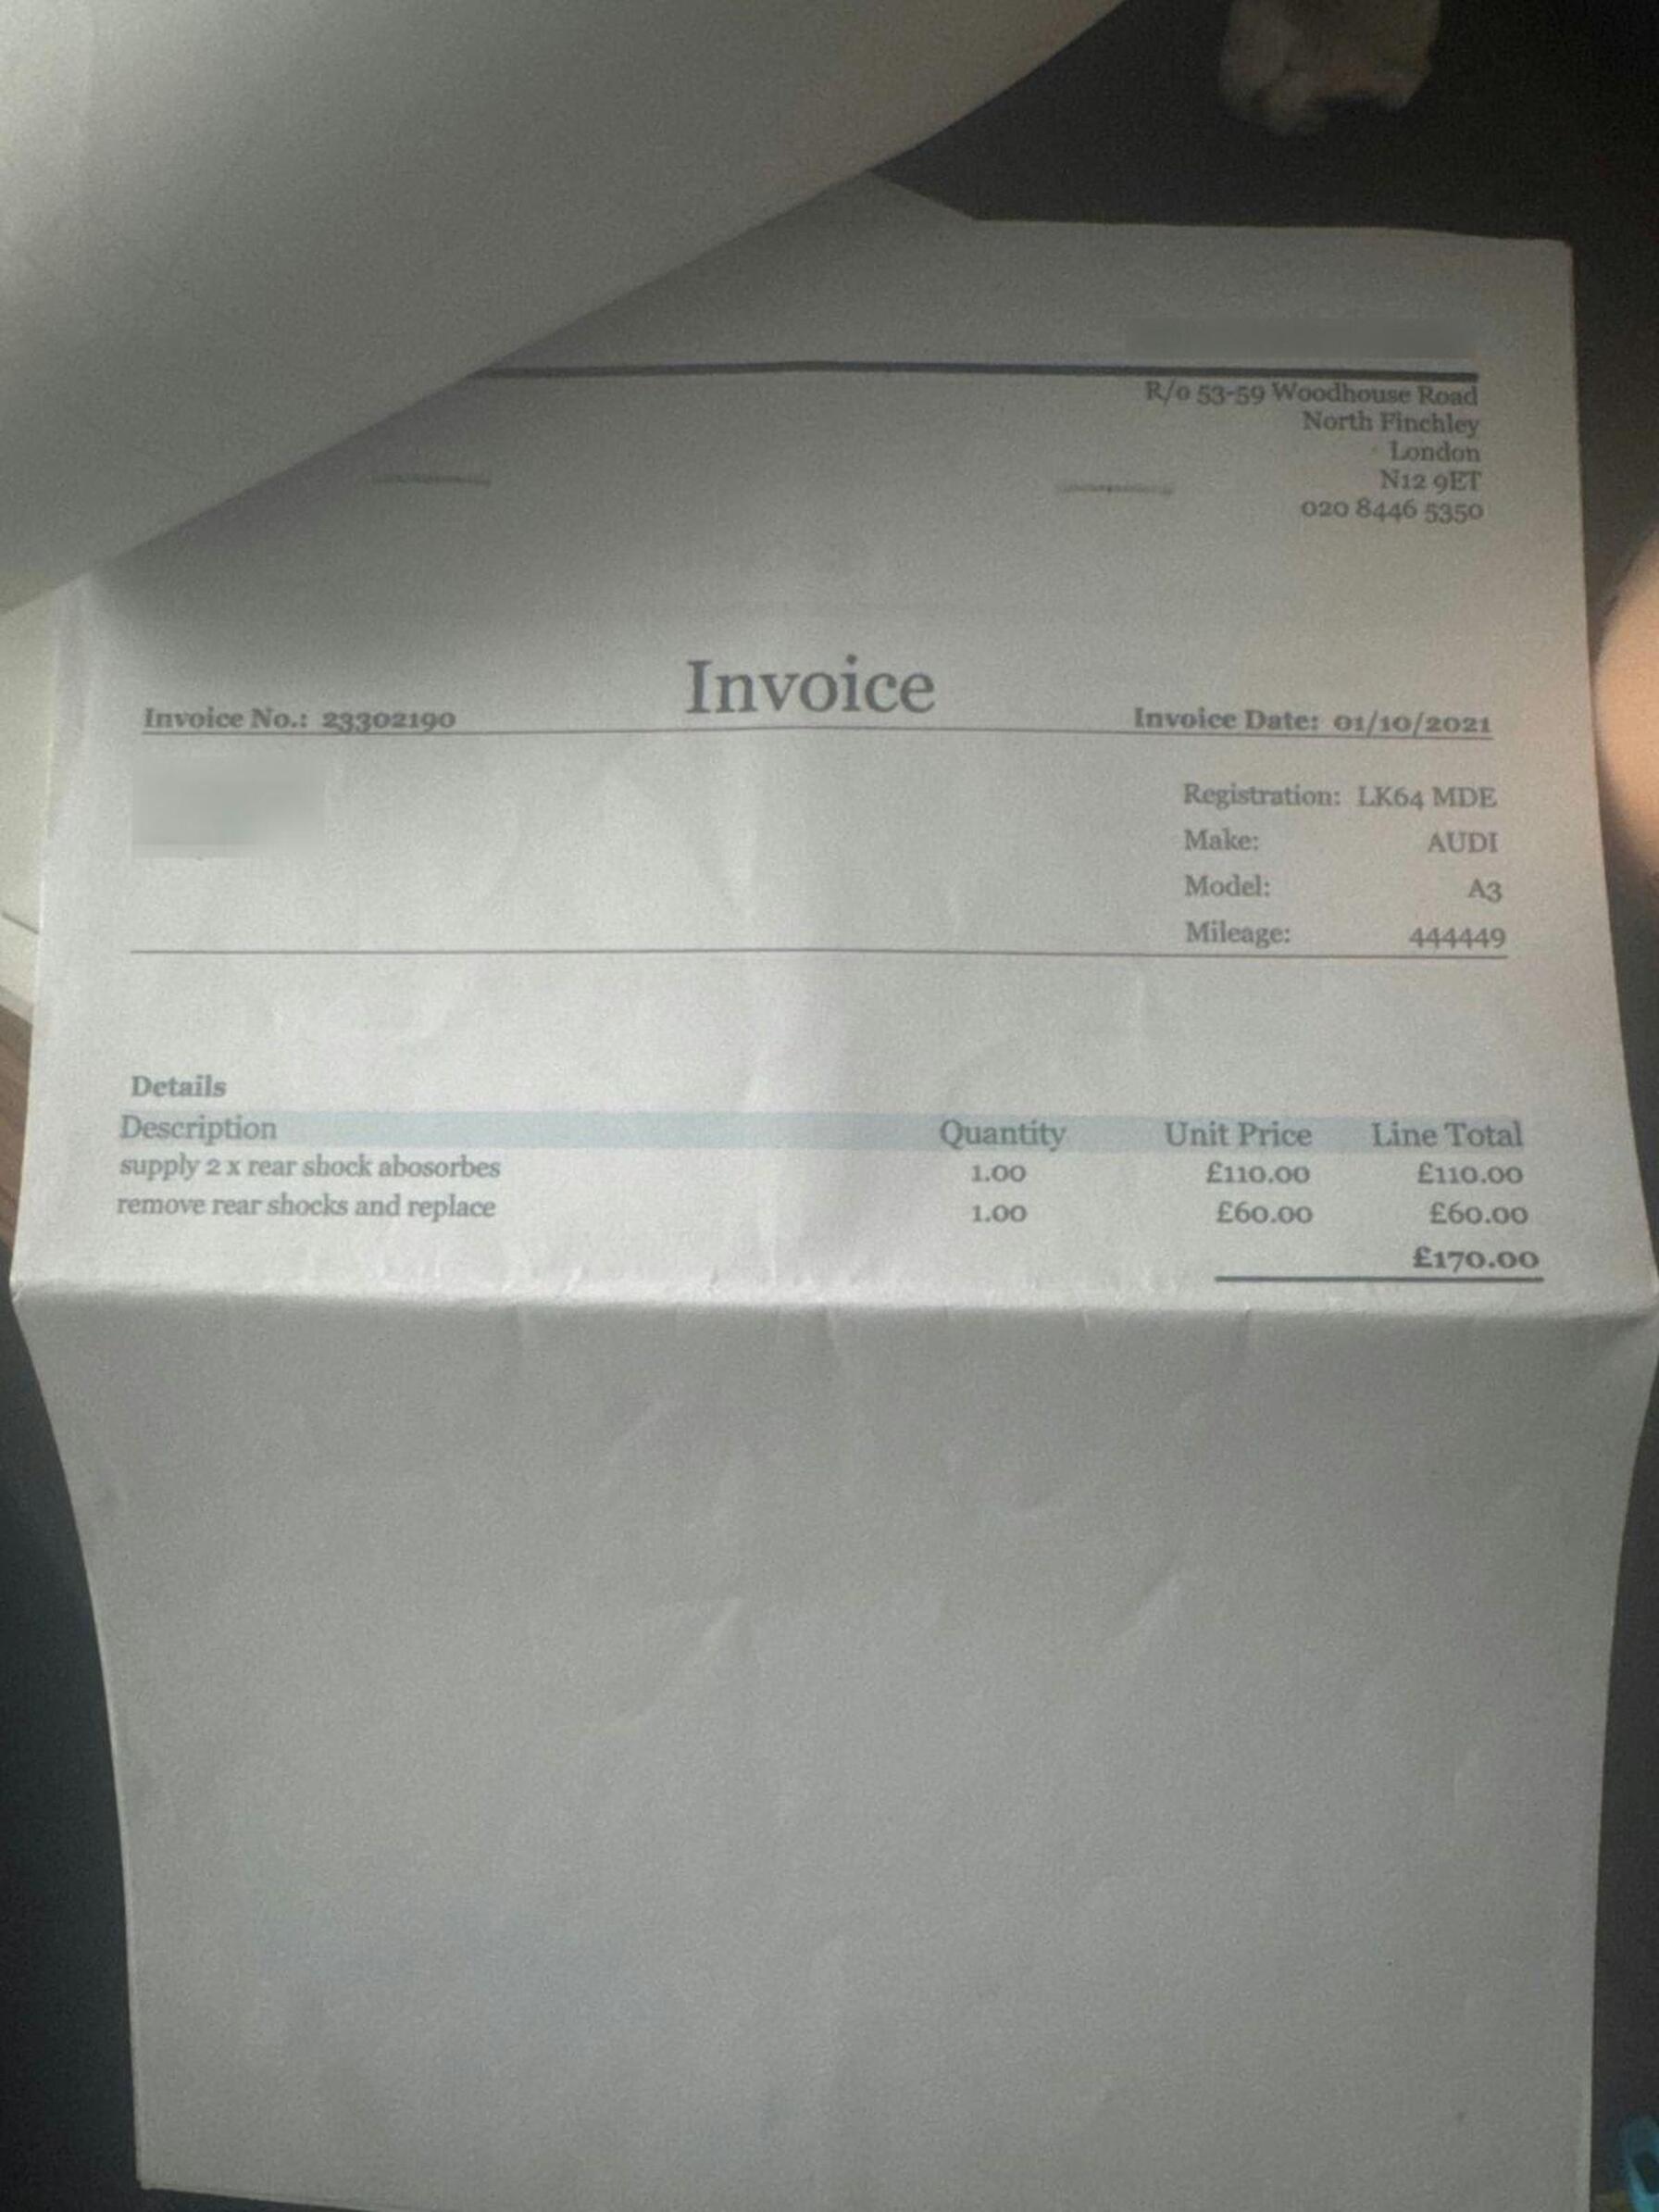 R/o 53-59 Woodhouse Road
North Finchley
London
N12 9ET
020 8446 5350
Invoice
Invoice No.: 23302190
Invoice Date: 01/10/2021
Registration: LK64 MDE
Make: AUDI
Model: A3
Mileage: 444449
Details
Description Quantity Unit Price Line Total
supply 2 x rear shock abosorbes 1.00 £110.00 £110.00
remove rear shocks and replace 1.00 £60.00 £60.00
£170.00